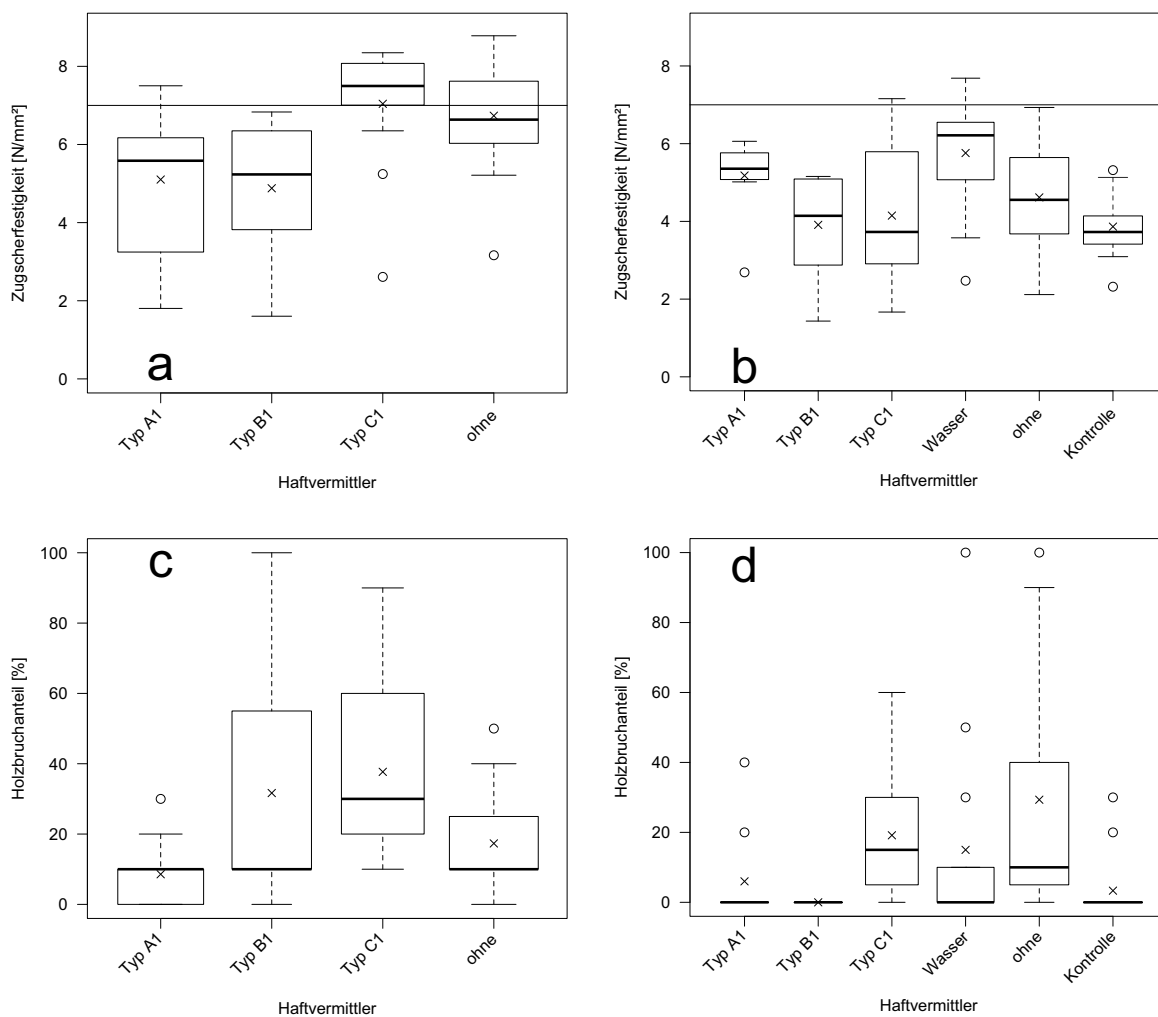 Zugscherfestigkeit [N/mm²]
8
6
4
2
0
a
Typ A1
Typ B1
Typ C1
ohne
Haftvermittler
Zugscherfestigkeit [N/mm²]
8
6
4
2
0
b
Typ A1
Typ B1
Typ C1
Wasser
ohne
Kontrolle
Haftvermittler
Holzbruchanteil [%]
100
80
60
40
20
0
c
Typ A1
Typ B1
Typ C1
ohne
Haftvermittler
Holzbruchanteil [%]
100
80
60
40
20
0
d
Typ A1
Typ B1
Typ C1
Wasser
ohne
Kontrolle
Haftvermittler